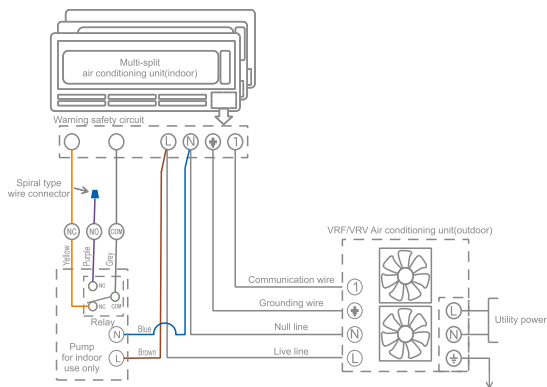 Multi-split
air conditioning unit(indoor)
Warning safety circuit
L
N
1
Spiral type
wire connector
NC
NO
COM
Yellow
Purple
Grey
VRF/VRV Air conditioning unit(outdoor)
Communication wire
1
NO
NC
COM
Grounding wire
L
Relay
Utility power
N
Blue
Null line
N
Pump
for indoor
use only
L
Brown
Live line
L